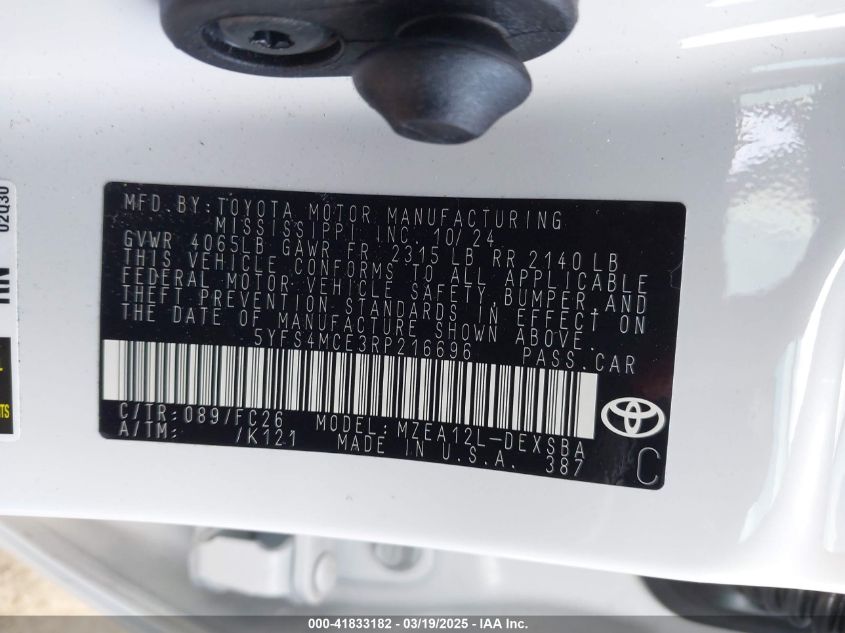 MFD. BY: TOYOTA MOTOR MANUFACTURING
MISSISSIPPI, INC. 10/24
GVWR 4065LB GAWR FR. 2315 LB RR 2140 LB
THIS VEHICLE CONFORMS TO ALL APPLICABLE
FEDERAL MOTOR VEHICLE SAFETY, BUMPER, AND
THEFT PREVENTION STANDARDS IN EFFECT ON
THE DATE OF MANUFACTURE SHOWN ABOVE.
5YFS4MCE3RP216696 PASS.CAR
C/TR: 089/FC26 MODEL: MZEA12L-DEXSBA
A/TM: /K121 MADE IN U.S.A. 387
C
02Q30
000-41833182 - 03/19/2025 - IAA Inc.